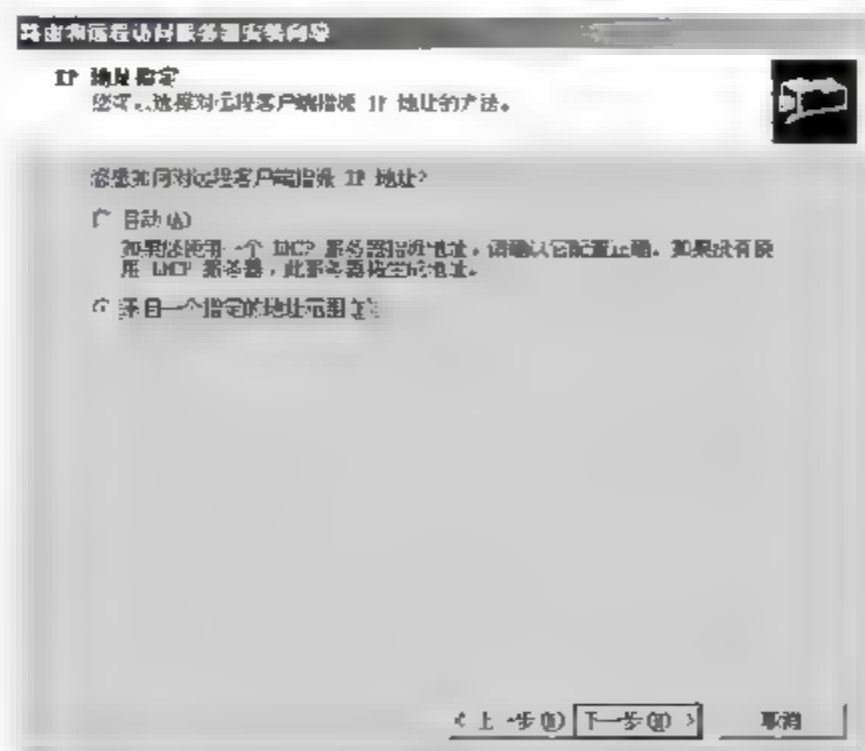 路由和远程访问服务器安装向导
IP 地址指定
您可以选择对远程客户端指派 IP 地址的方法。
您想如何对远程客户端指派 IP 地址?
自动(A)
如果您使用一个 DHCP 服务器指派地址,请确认它配置正确。如果没有使
用 DHCP 服务器,此服务器将生成地址。
来自一个指定的地址范围(F)
< 上一步(B) 下一步(N) > 取消